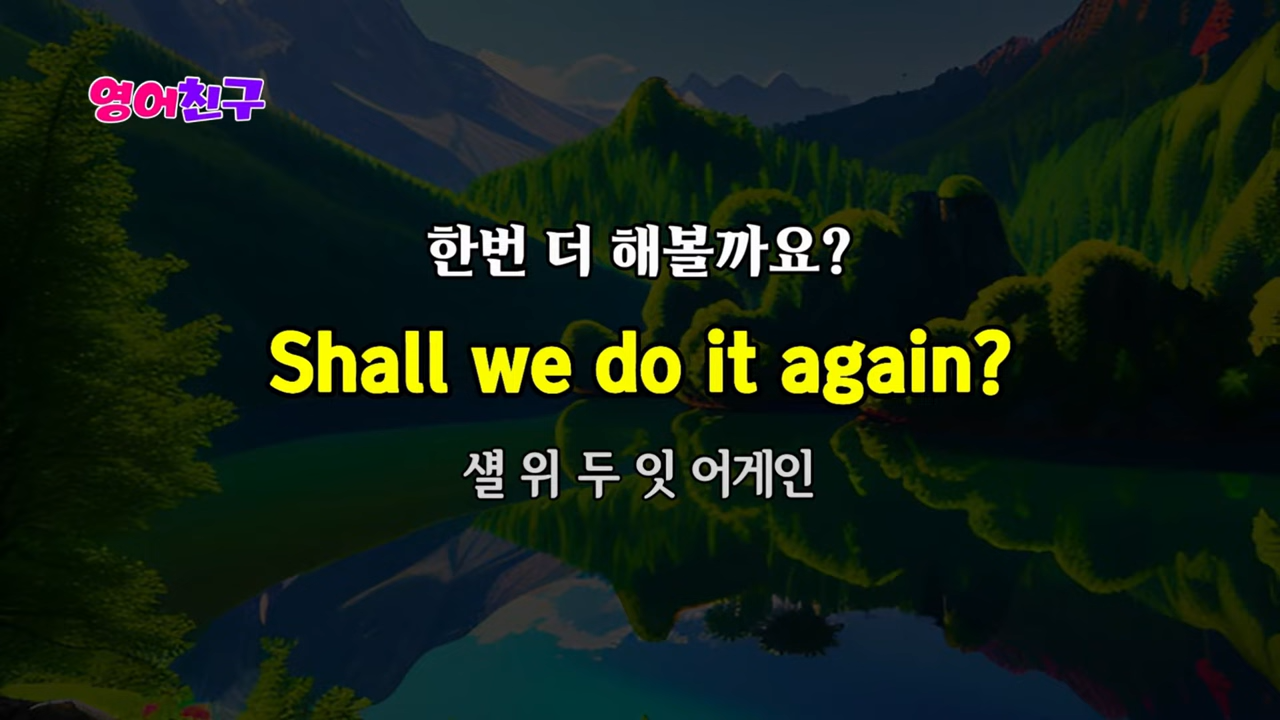 영어친구
한번 더 해볼까요?
Shall we do it again?
섈 위 두 잇 어게인